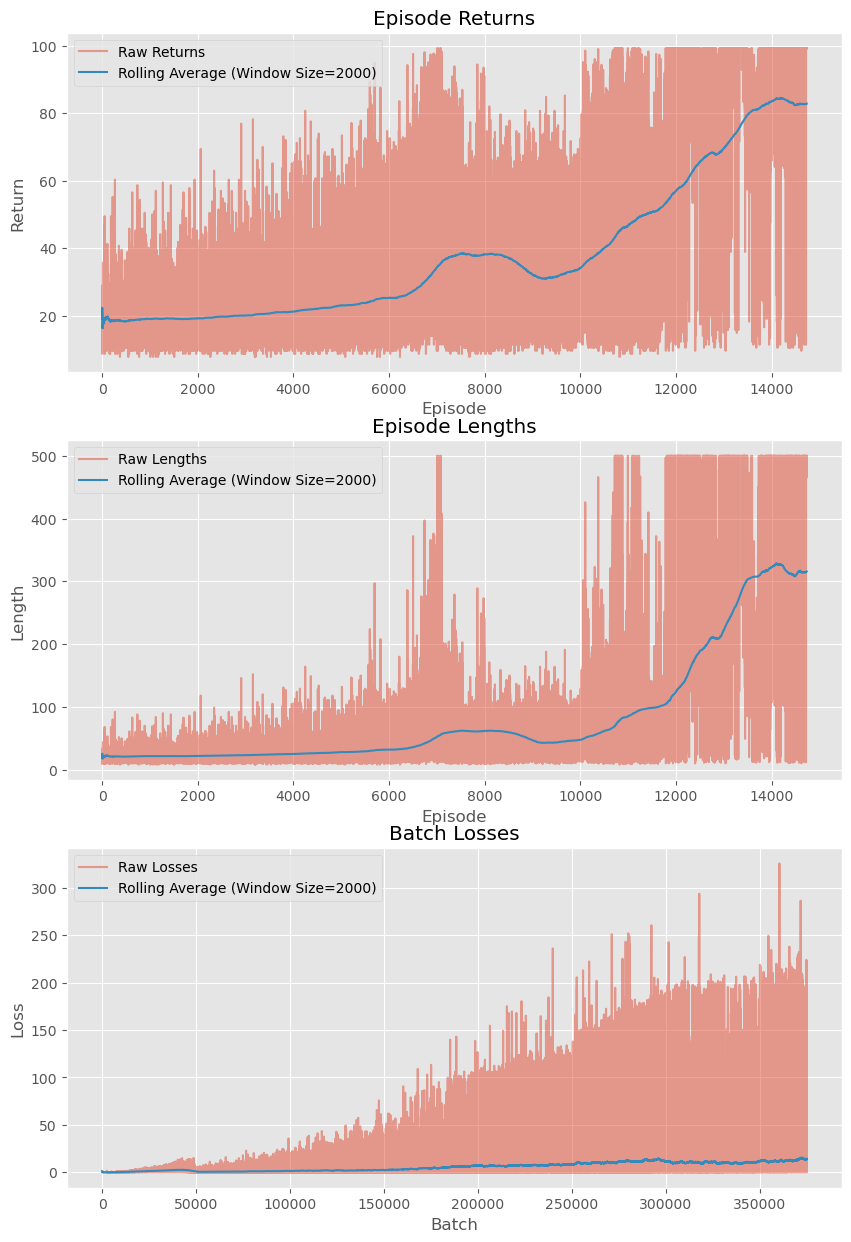 Episode Returns
Raw Returns
Rolling Average (Window Size=2000)
100
80
60
40
20
Return
0 2000 4000 6000 8000 10000 12000 14000
Episode
Episode Lengths
Raw Lengths
Rolling Average (Window Size=2000)
500
400
300
200
100
0
Length
0 2000 4000 6000 8000 10000 12000 14000
Episode
Batch Losses
Raw Losses
Rolling Average (Window Size=2000)
300
250
200
150
100
50
0
Loss
0 50000 100000 150000 200000 250000 300000 350000
Batch